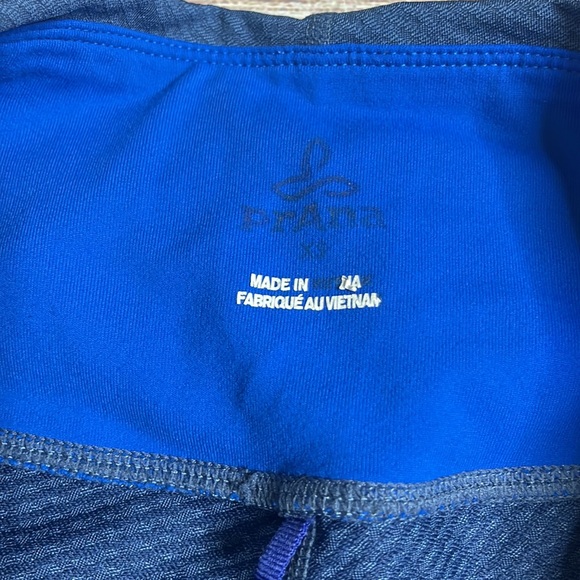 prAna
XS
MADE IN
FABRIQUÉ AU VIETNAM